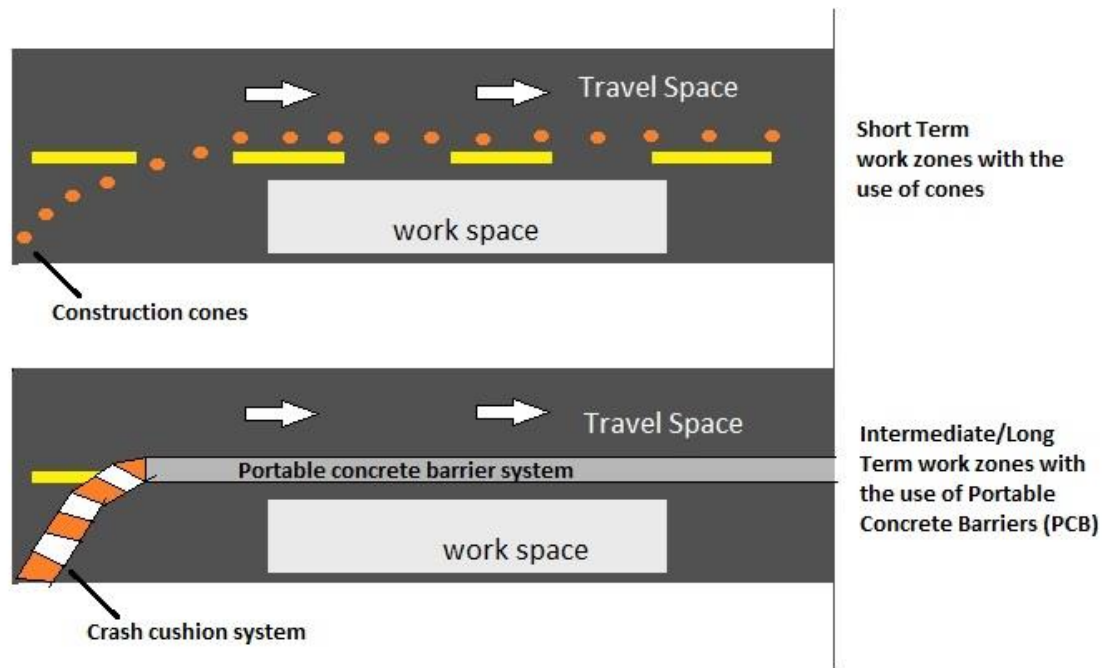 Travel Space
Short Term
work zones with the
use of cones
work space
Construction cones
Travel Space
Intermediate/Long
Term work zones with
the use of Portable
Concrete Barriers (PCB)
Portable concrete barrier system
work space
Crash cushion system